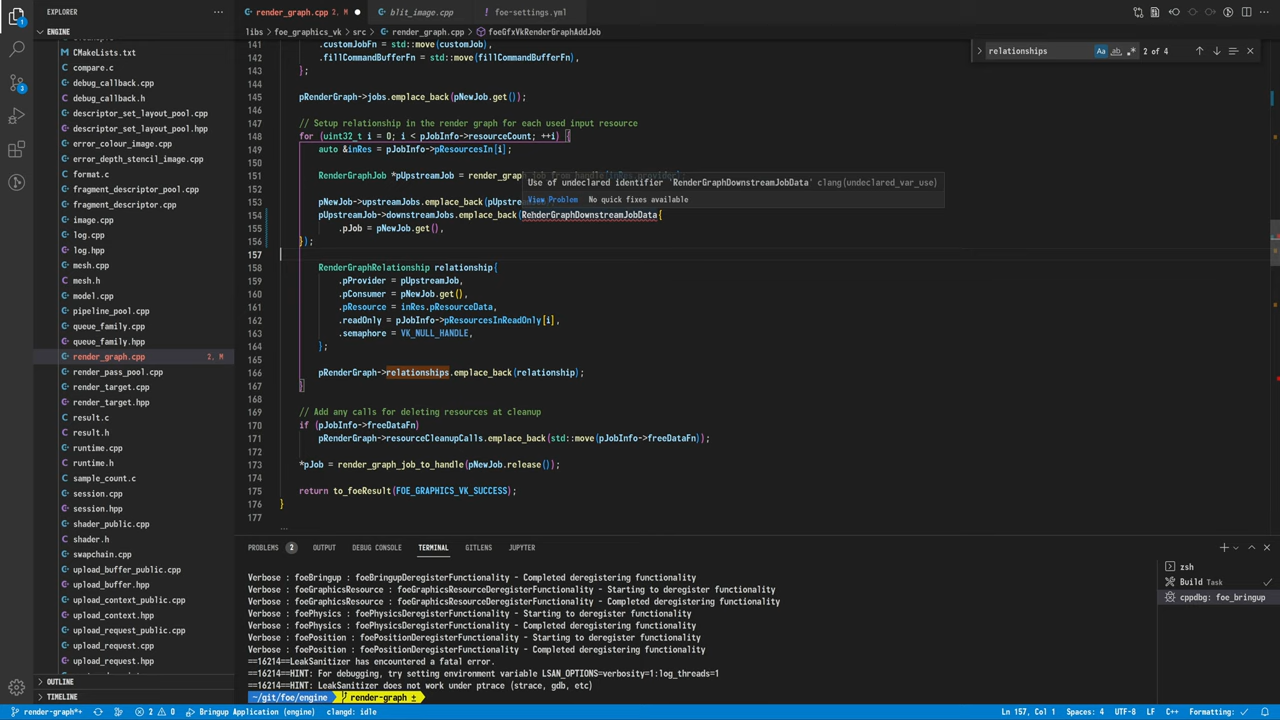 EXPLORER
···
render_graph.cpp 2, M
blit_image.cpp
foe-settings.yml
ENGINE
libs > foe_graphics_vk > src > render_graph.cpp > foeGfxVkRenderGraphAddJob
relationships
Aa
ab
.*
2 of 4
CMakeLists.txt
compare.c
debug_callback.cpp
debug_callback.h
descriptor_set_layout_pool.cpp
descriptor_set_layout_pool.hpp
error_colour_image.cpp
error_depth_stencil_image.cpp
format.c
fragment_descriptor_pool.cpp
fragment_descriptor.cpp
image.cpp
log.cpp
log.hpp
mesh.cpp
mesh.h
model.cpp
pipeline_pool.cpp
queue_family.cpp
queue_family.hpp
render_graph.cpp 2, M
render_pass_pool.cpp
render_target.cpp
render_target.hpp
result.c
result.h
runtime.cpp
runtime.h
sample_count.c
session.cpp
session.hpp
shader_public.cpp
shader.h
swapchain.cpp
upload_buffer_public.cpp
upload_buffer.hpp
upload_context_public.cpp
upload_context.hpp
upload_request_public.cpp
upload_request.cpp
upload_request.hpp
OUTLINE
TIMELINE
141 .customJobFn = std::move(customJob),
142 .fillCommandBufferFn = std::move(fillCommandBufferFn),
143 };
144
145 pRenderGraph->jobs.emplace_back(pNewJob.get());
146
147 // Setup relationship in the render graph for each used input resource
148 for (uint32_t i = 0; i < pJobInfo->resourceCount; ++i) {
149 auto &inRes = pJobInfo->pResourcesIn[i];
150
151 RenderGraphJob *pUpstreamJob = render_graph_job_from_handle(inRes.provider);
Use of undeclared identifier 'RenderGraphDownstreamJobData' clang(undeclared_var_use)
View Problem No quick fixes available
152
153 pNewJob->upstreamJobs.emplace_back(pUpstre
154 pUpstreamJob->downstreamJobs.emplace_back(RenderGraphDownstreamJobData{
155 .pJob = pNewJob.get(),
156 });
157
158 RenderGraphRelationship relationship{
159 .pProvider = pUpstreamJob,
160 .pConsumer = pNewJob.get(),
161 .pResource = inRes.pResourceData,
162 .readOnly = pJobInfo->pResourcesInReadOnly[i],
163 .semaphore = VK_NULL_HANDLE,
164 };
165
166 pRenderGraph->relationships.emplace_back(relationship);
167 }
168
169 // Add any calls for deleting resources at cleanup
170 if (pJobInfo->freeDataFn)
171 pRenderGraph->resourceCleanupCalls.emplace_back(std::move(pJobInfo->freeDataFn));
172
173 *pJob = render_graph_job_to_handle(pNewJob.release());
174
175 return to_foeResult(FOE_GRAPHICS_VK_SUCCESS);
176 }
177
...
PROBLEMS 2 OUTPUT DEBUG CONSOLE TERMINAL GITLENS JUPYTER
Verbose : foeBringup : foeBringupDeregisterFunctionality - Completed deregistering functionality
Verbose : foeGraphicsResource : foeGraphicsResourceDeregisterFunctionality - Starting to deregister functionality
Verbose : foeGraphicsResource : foeGraphicsResourceDeregisterFunctionality - Completed deregistering functionality
Verbose : foePhysics : foePhysicsDeregisterFunctionality - Starting to deregister functionality
Verbose : foePhysics : foePhysicsDeregisterFunctionality - Completed deregistering functionality
Verbose : foePosition : foePositionDeregisterFunctionality - Starting to deregister functionality
Verbose : foePosition : foePositionDeregisterFunctionality - Completed deregistering functionality
==16214==LeakSanitizer has encountered a fatal error.
==16214==HINT: For debugging, try setting environment variable LSAN_OPTIONES=verbosity=1:log_threads=1
==16214==HINT: LeakSanitizer does not work under ptrace (strace, gdb, etc)
~/git/foe/engine render-graph ±
zsh
Build Task
cppdbg: foe_bringup
render-graph*+ 2 0 Bringup Application (engine) clangd: idle
Ln 157, Col 1 Spaces: 4 UTF-8 LF C++ Formatting: ✓